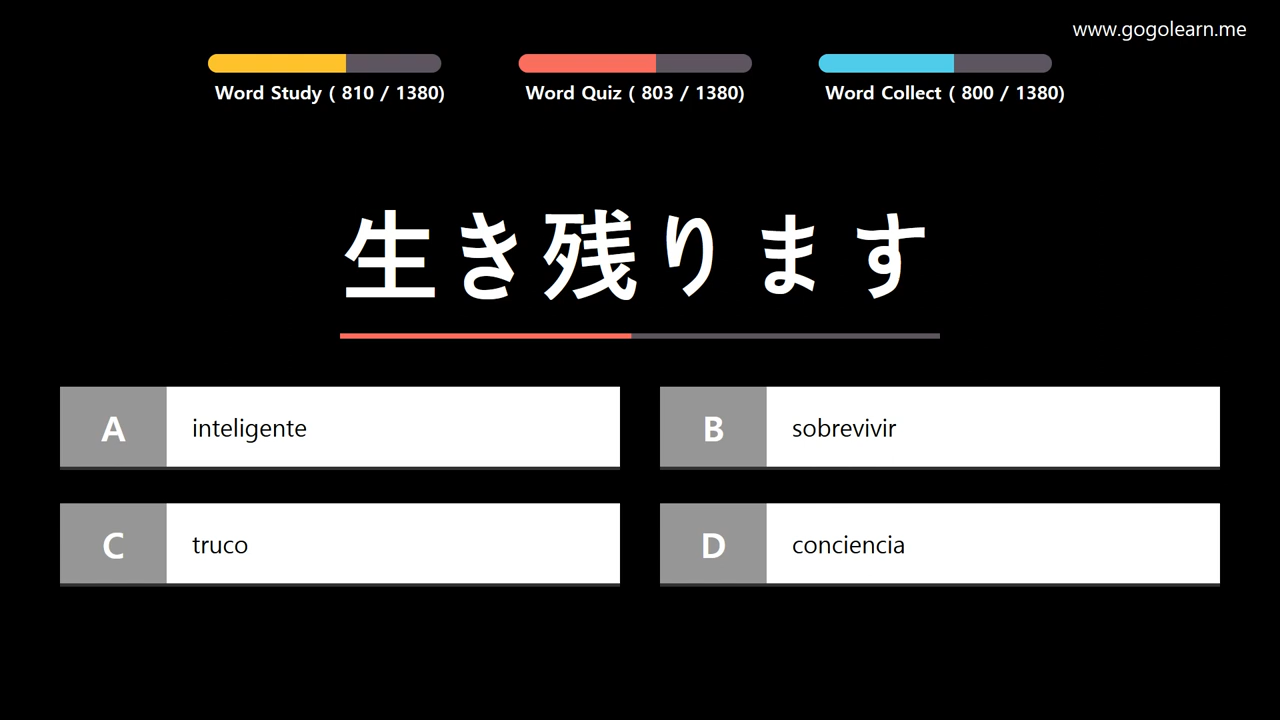 www.gogolearn.me
Word Study ( 810 / 1380)
Word Quiz ( 803 / 1380)
Word Collect ( 800 / 1380)
生き残ります
A inteligente
B sobrevivir
C truco
D conciencia